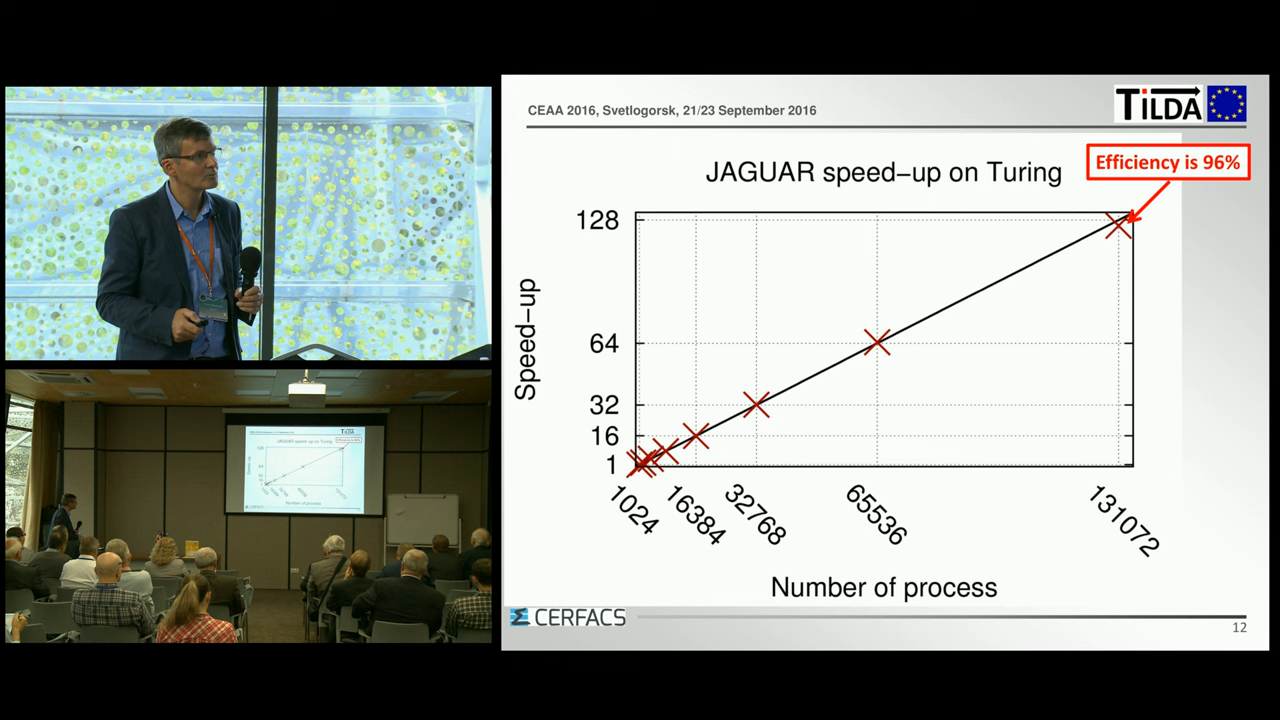 CEAA 2016, Svetlogorsk, 21/23 September 2016
TILDA
JAGUAR speed-up on Turing
Efficiency is 96%
Speed-up
128
64
32
16
1
1024
16384
32768
65536
131072
Number of process
CERFACS
12